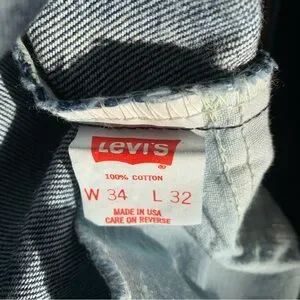 Levi's
®
100% COTTON
W 34 L 32
MADE IN USA
CARE ON REVERSE